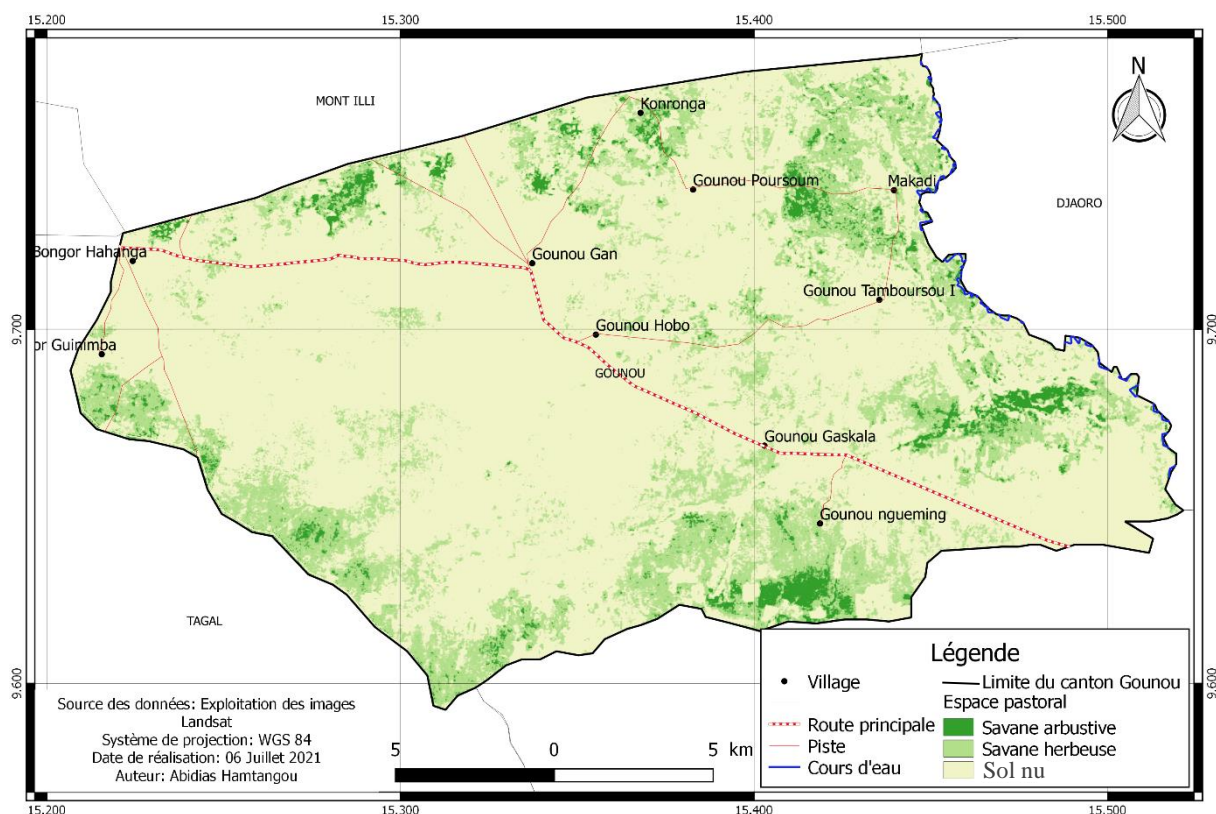 15.200
15.300
15.400
15.500
N
MONT ILLI
Konronga
Gounou Poursoum
Makadi
DJAORO
Bongor Hahanga
Gounou Gan
Gounou Tamboursou I
9.700
9.700
Gounou Hobo
or Guinimba
GOUNOU
Gounou Gaskala
Gounou ngueming
TAGAL
9.600
9.600
Source des données: Exploitation des images
Landsat
Système de projection: WGS 84
Date de réalisation: 06 Juillet 2021
Auteur: Abidias Hamtangou
5 0 5 km
Légende
Village
Limite du canton Gounou
Espace pastoral
Route principale
Savane arbustive
Piste
Savane herbeuse
Cours d'eau
Sol nu
15.200
15.300
15.400
15.500